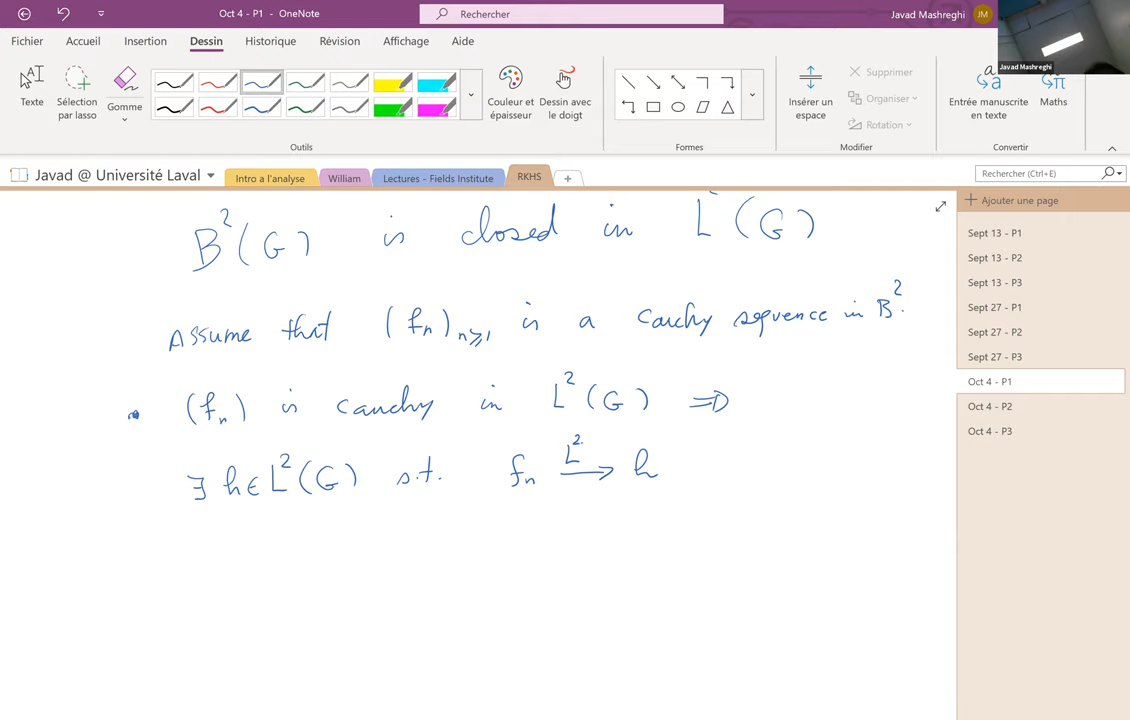 Oct 4 - P1 - OneNote
Rechercher
Javad Mashreghi
JM
Javad Mashreghi
Fichier Accueil Insertion Dessin Historique Révision Affichage Aide
Texte
Sélection par lasso
Gomme
Couleur et épaisseur
Dessin avec le doigt
Insérer un espace
Supprimer
Organiser
Rotation
Entrée manuscrite en texte
Maths
Outils Formes Modifier Convertir
Javad @ Université Laval
Intro a l'analyse William Lectures - Fields Institute RKHS
Rechercher (Ctrl+E)
Ajouter une page
Sept 13 - P1
Sept 13 - P2
Sept 13 - P3
Sept 27 - P1
Sept 27 - P2
Sept 27 - P3
Oct 4 - P1
Oct 4 - P2
Oct 4 - P3
B²(G) is closed in L²(G)
Assume that (fₙ)ₙ≥₁ is a cauchy sequence in B².
• (fₙ) is cauchy in L²(G) ⇒
∃ h ∈ L²(G) s.t. fₙ —L²→ h